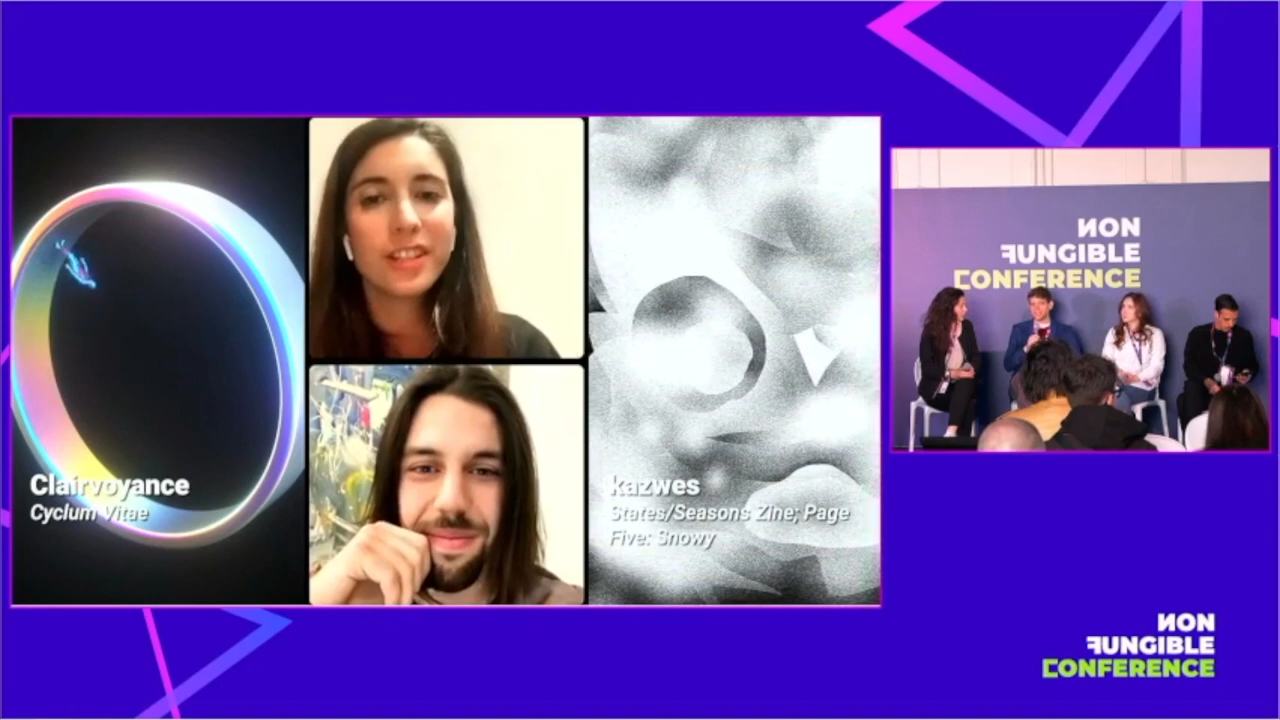 Clairvoyance
Cyclum Vitae
kazwes
States/Seasons Zine; Page
Five: Snowy
NON
FUNGIBLE
CONFERENCE
NON
FUNGIBLE
CONFERENCE